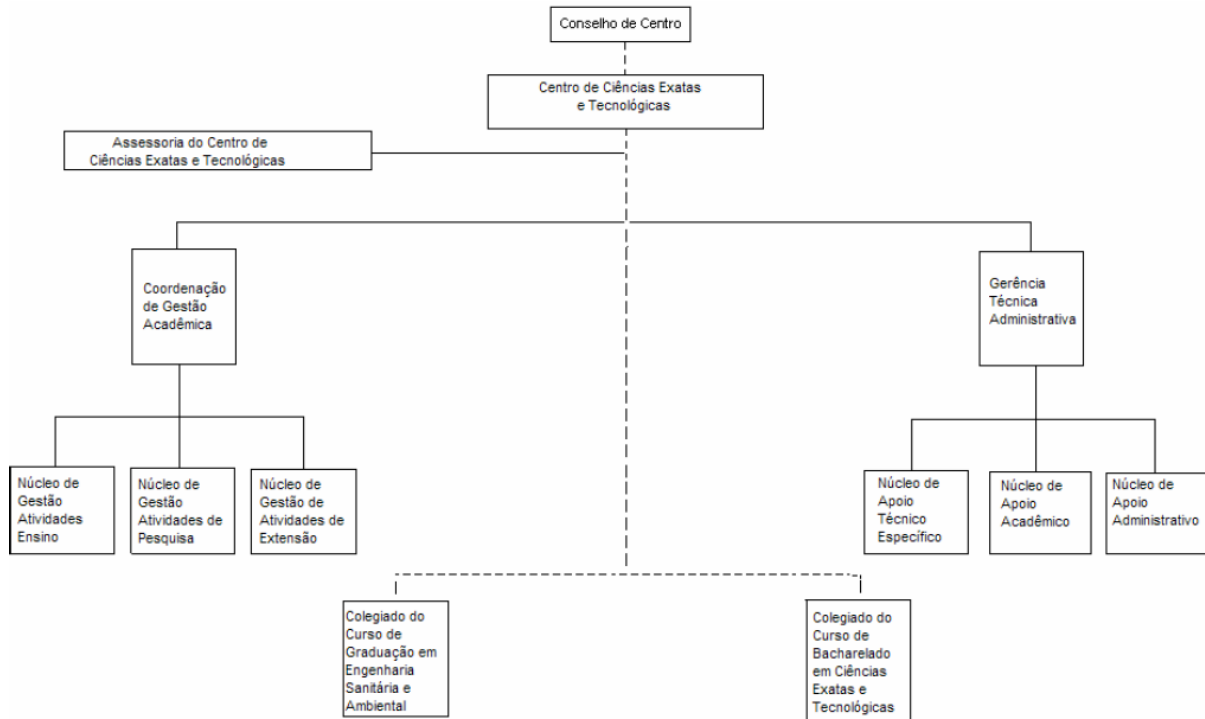 Conselho de Centro
Centro de Ciências Exatas
e Tecnológicas
Assessoria do Centro de
Ciências Exatas e Tecnológicas
Coordenação
de Gestão
Acadêmica
Gerência
Técnica
Administrativa
Núcleo de
Gestão
Atividades
Ensino
Núcleo de
Gestão
Atividades de
Pesquisa
Núcleo de
Gestão de
Atividades de
Extensão
Núcleo de
Apoio
Técnico
Específico
Núcleo de
Apoio
Acadêmico
Núcleo de
Apoio
Administrativo
Colegiado do
Curso de
Graduação em
Engenharia
Sanitária e
Ambiental
Colegiado do
Curso de
Bacharelado
em Ciências
Exatas e
Tecnológicas